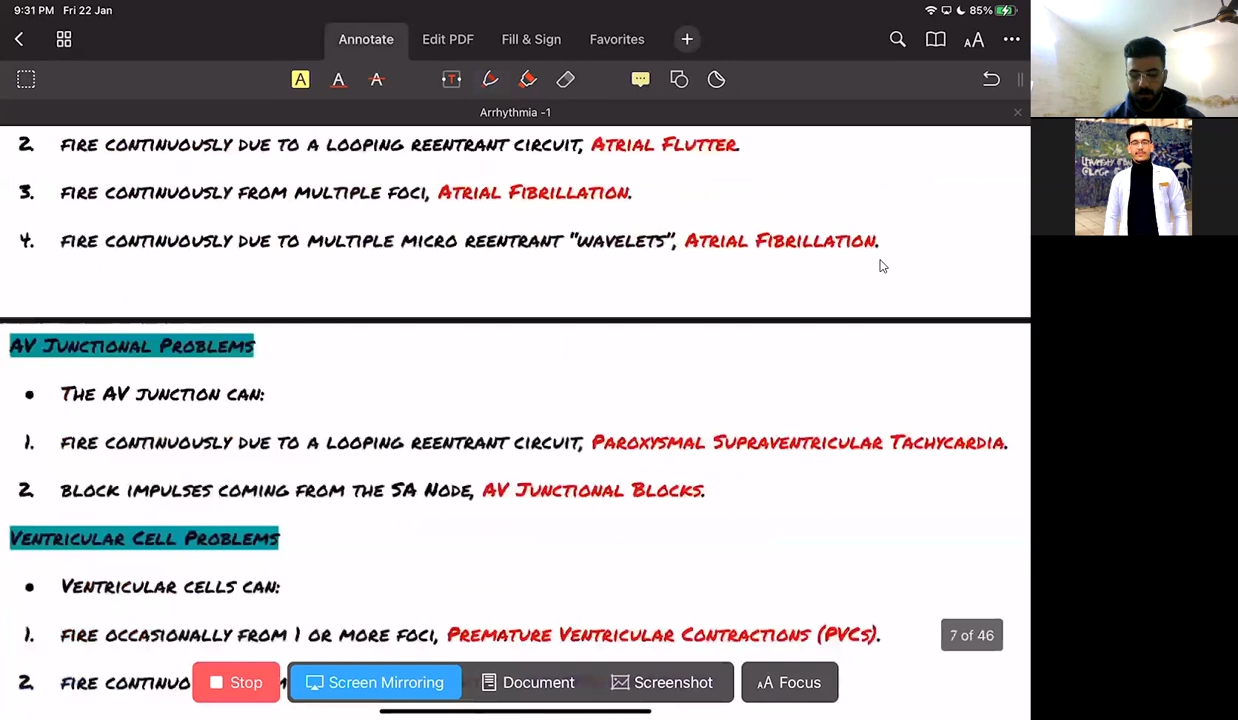 9:31 PM Fri 22 Jan 85%
Annotate Edit PDF Fill & Sign Favorites
Arrhythmia -1
2. FIRE CONTINUOUSLY DUE TO A LOOPING REENTRANT CIRCUIT, ATRIAL FLUTTER.
3. FIRE CONTINUOUSLY FROM MULTIPLE FOCI, ATRIAL FIBRILLATION.
4. FIRE CONTINUOUSLY DUE TO MULTIPLE MICRO REENTRANT "WAVELETS", ATRIAL FIBRILLATION.
AV JUNCTIONAL PROBLEMS
• THE AV JUNCTION CAN:
1. FIRE CONTINUOUSLY DUE TO A LOOPING REENTRANT CIRCUIT, PAROXYSMAL SUPRAVENTRICULAR TACHYCARDIA.
2. BLOCK IMPULSES COMING FROM THE SA NODE, AV JUNCTIONAL BLOCKS.
VENTRICULAR CELL PROBLEMS
• VENTRICULAR CELLS CAN:
1. FIRE OCCASIONALLY FROM 1 OR MORE FOCI, PREMATURE VENTRICULAR CONTRACTIONS (PVCS).
7 of 46
2. FIRE
Stop Screen Mirroring Document Screenshot AA Focus